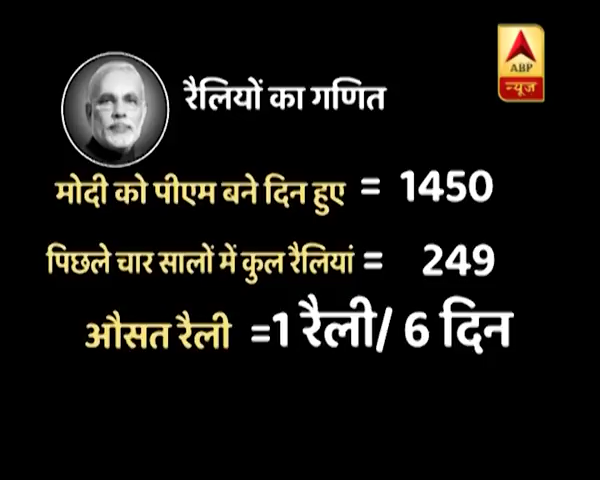 ABP
न्यूज़
रैलियों का गणित
मोदी को पीएम बने दिन हुए = 1450
पिछले चार सालों में कुल रैलियां = 249
औसत रैली =1 रैली/ 6 दिन